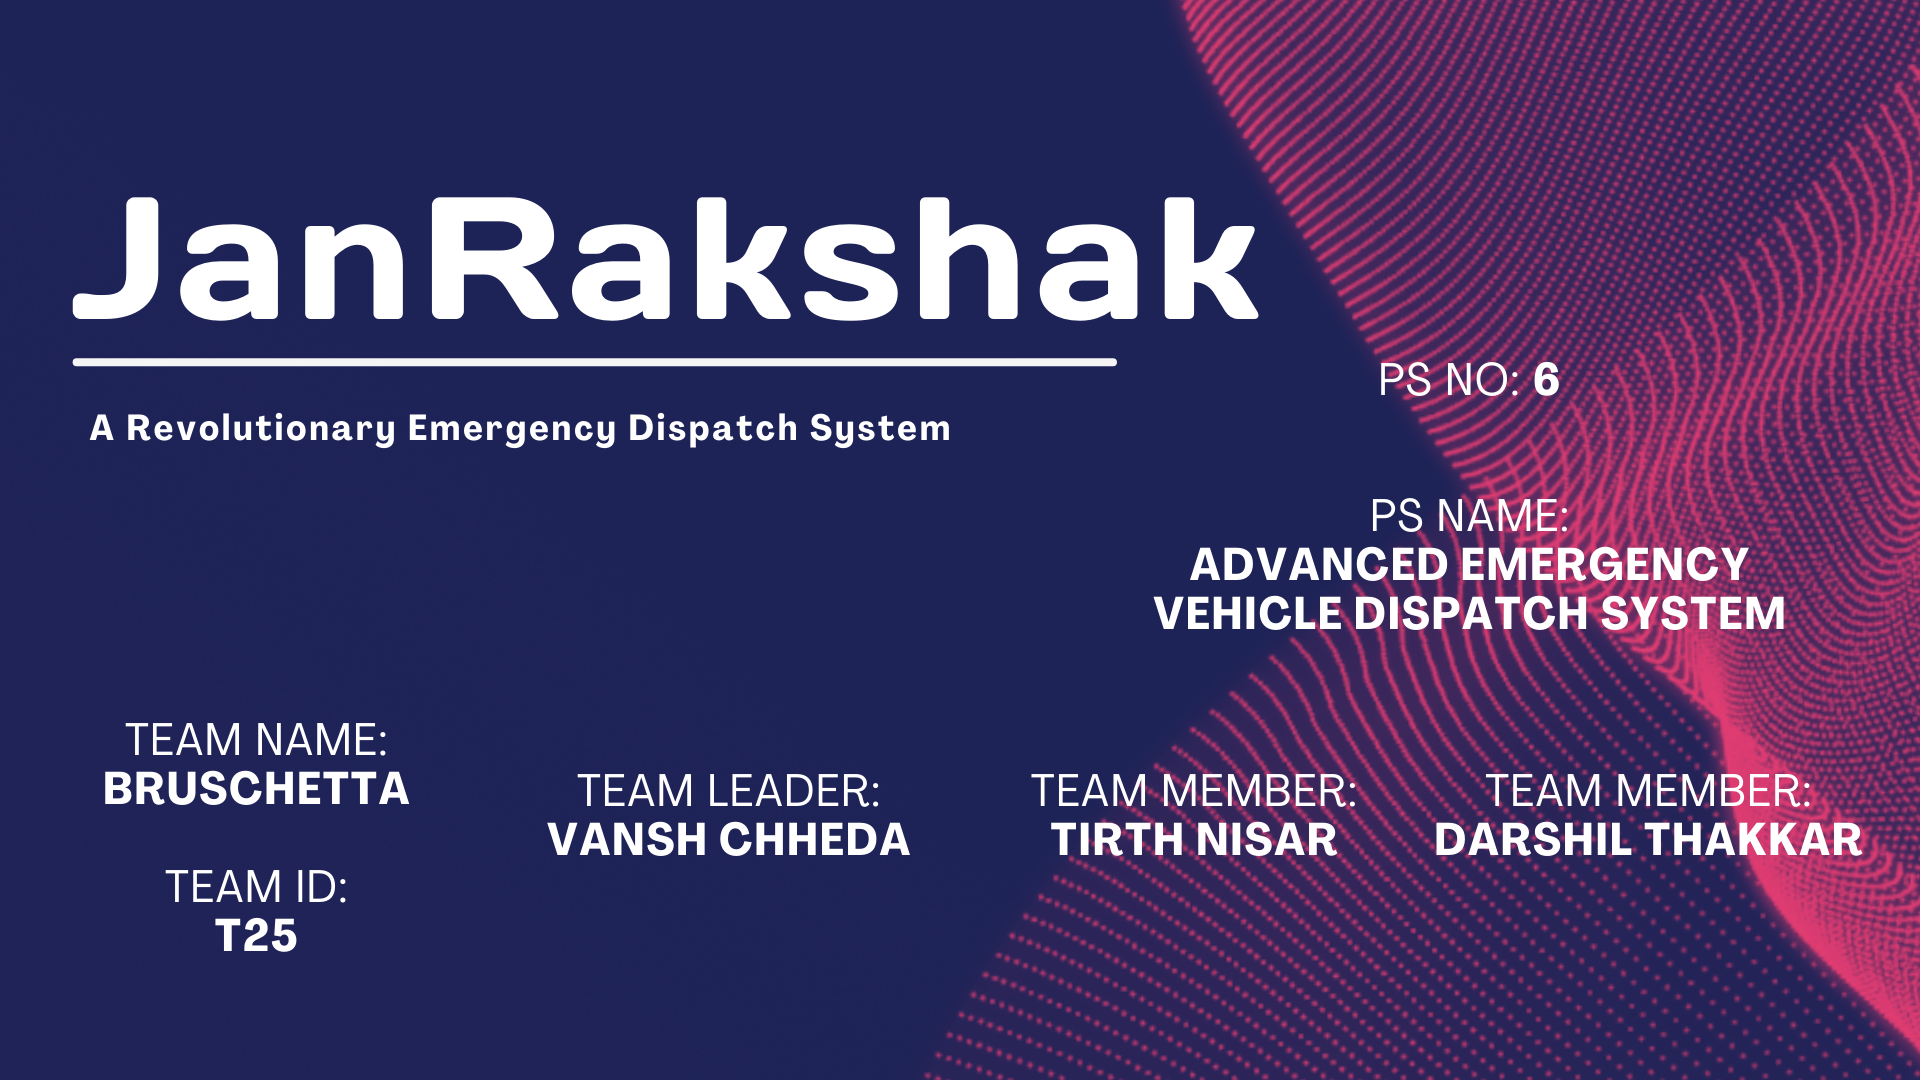 JanRakshak
A Revolutionary Emergency Dispatch System
PS NO: 6
PS NAME:
ADVANCED EMERGENCY
VEHICLE DISPATCH SYSTEM
TEAM NAME:
BRUSCHETTA
TEAM ID:
T25
TEAM LEADER:
VANSH CHHEDA
TEAM MEMBER:
TIRTH NISAR
TEAM MEMBER:
DARSHIL THAKKAR